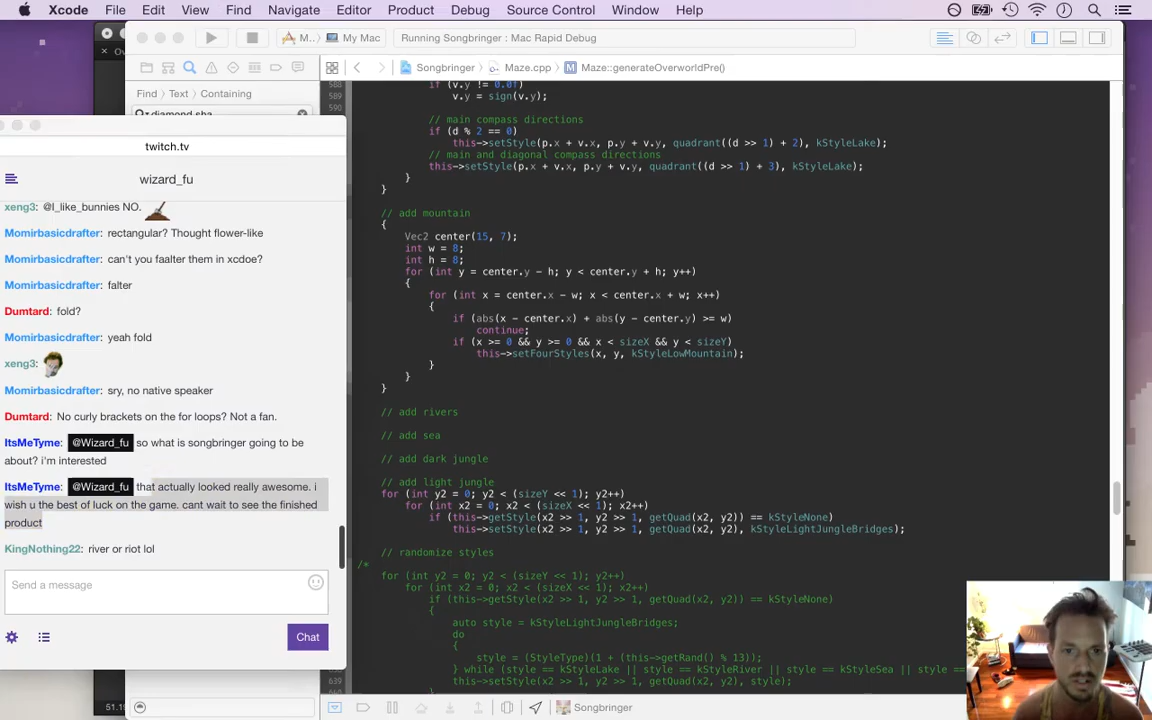 Xcode File Edit View Find Navigate Editor Product Debug Source Control Window Help
M.. My Mac Running Songbringer : Mac Rapid Debug
Songbringer Maze.cpp Maze::generateOverworldPre()
Find Text Containing
diamond sha
twitch.tv
wizard_fu
xeng3: @I_like_bunnies NO.
Momirbasicdrafter: rectangular? Thought flower-like
Momirbasicdrafter: can't you faalter them in xcdoe?
Momirbasicdrafter: falter
Dumtard: fold?
Momirbasicdrafter: yeah fold
xeng3:
Momirbasicdrafter: sry, no native speaker
Dumtard: No curly brackets on the for loops? Not a fan.
ItsMeTyme: @Wizard_fu so what is songbringer going to be
about? i'm interested
ItsMeTyme: @Wizard_fu that actually looked really awesome. i
wish u the best of luck on the game. cant wait to see the finished
product
KingNothing22: river or riot lol
Send a message
Chat
51.19
588
589
590
if (v.y != 0.0f)
v.y = sign(v.y);
// main compass directions
if (d % 2 == 0)
this->setStyle(p.x + v.x, p.y + v.y, quadrant((d >> 1) + 2), kStyleLake);
// main and diagonal compass directions
this->setStyle(p.x + v.x, p.y + v.y, quadrant((d >> 1) + 3), kStyleLake);
}
}
// add mountain
{
Vec2 center(15, 7);
int w = 8;
int h = 8;
for (int y = center.y - h; y < center.y + h; y++)
{
for (int x = center.x - w; x < center.x + w; x++)
{
if (abs(x - center.x) + abs(y - center.y) >= w)
continue;
if (x >= 0 && y >= 0 && x < sizeX && y < sizeY)
this->setFourStyles(x, y, kStyleLowMountain);
}
}
}
// add rivers
// add sea
// add dark jungle
// add light jungle
for (int y2 = 0; y2 < (sizeY << 1); y2++)
for (int x2 = 0; x2 < (sizeX << 1); x2++)
if (this->getStyle(x2 >> 1, y2 >> 1, getQuad(x2, y2)) == kStyleNone)
this->setStyle(x2 >> 1, y2 >> 1, getQuad(x2, y2), kStyleLightJungleBridges);
// randomize styles
/*
for (int y2 = 0; y2 < (sizeY << 1); y2++)
for (int x2 = 0; x2 < (sizeX << 1); x2++)
if (this->getStyle(x2 >> 1, y2 >> 1, getQuad(x2, y2)) == kStyleNone)
{
auto style = kStyleLightJungleBridges;
do
{
style = (StyleType)(1 + (this->getRand() % 13));
} while (style == kStyleLake || style == kStyleRiver || style == kStyleSea || style ==
this->setStyle(x2 >> 1, y2 >> 1, getQuad(x2, y2), style);
}
639
Songbringer